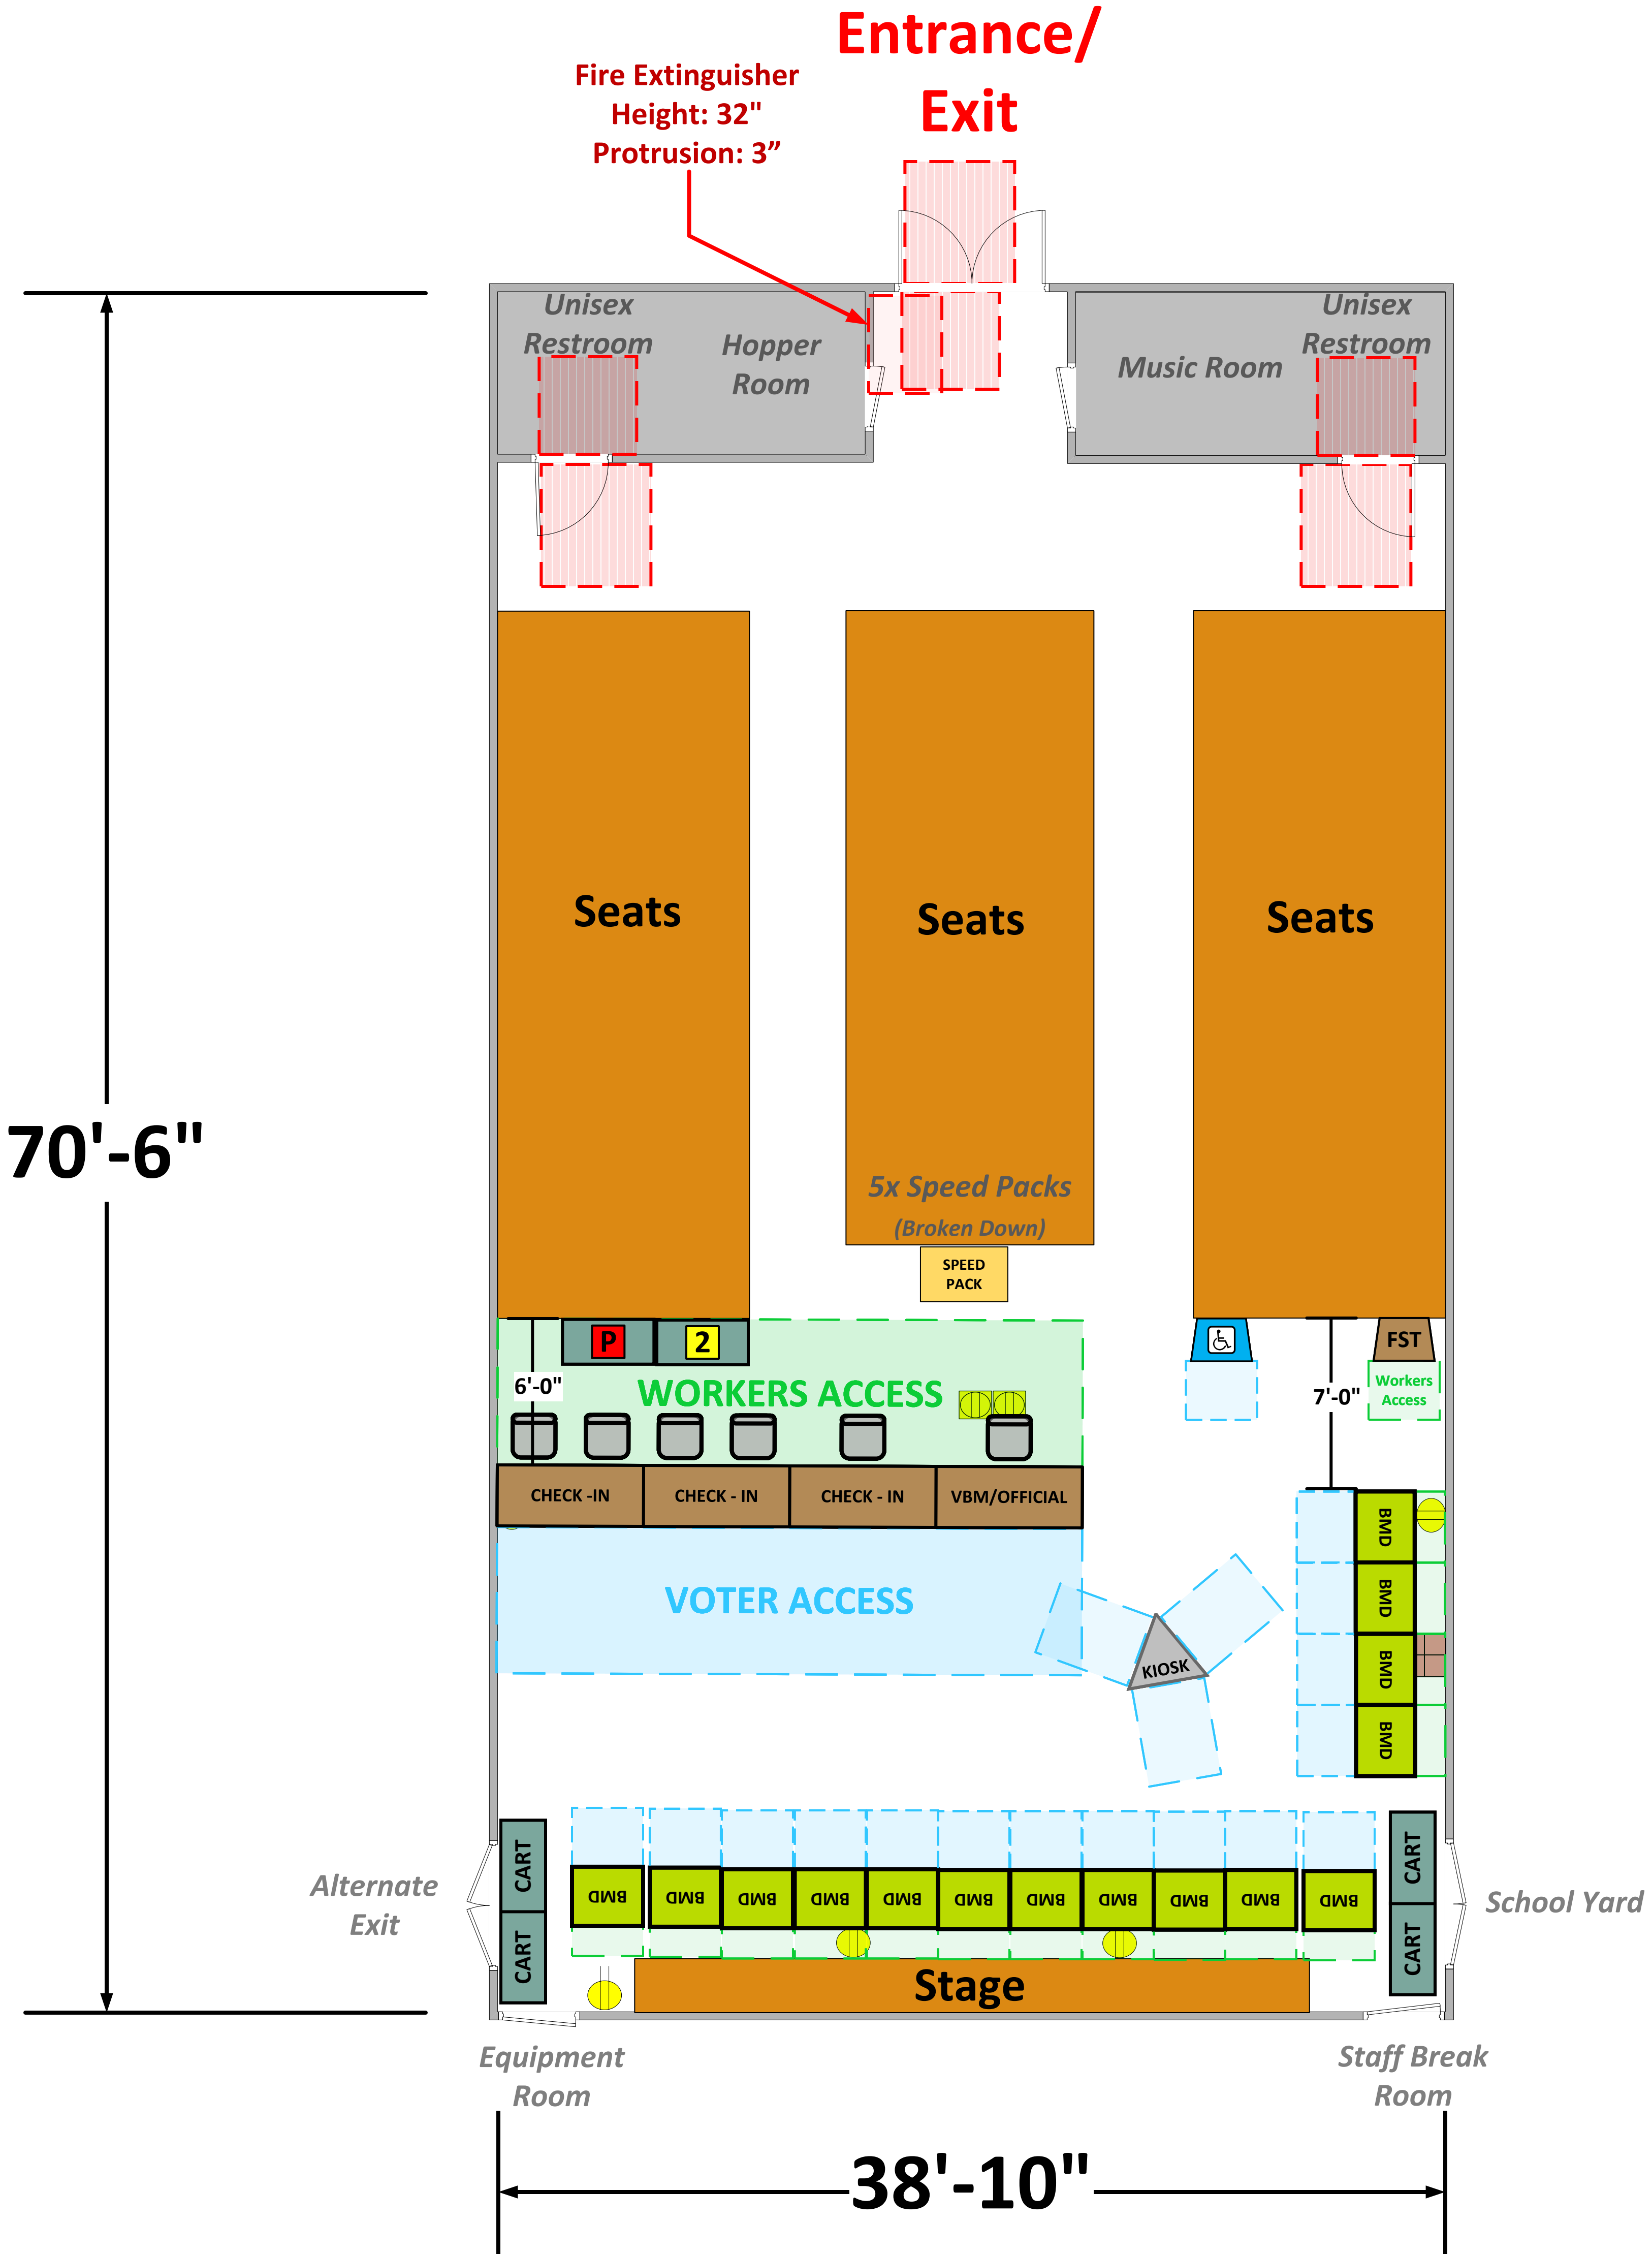 Entrance/
Exit
Fire Extinguisher
Height: 32"
Protrusion: 3”
Unisex
Restroom
Hopper
Room
Music Room
Unisex
Restroom
70'-6"
Seats
Seats
Seats
5x Speed Packs
(Broken Down)
SPEED
PACK
P
2
FST
6'-0"
WORKERS ACCESS
7'-0"
Workers
Access
CHECK -IN
CHECK - IN
CHECK - IN
VBM/OFFICIAL
VOTER ACCESS
KIOSK
BMD
BMD
BMD
BMD
CART
CART
BMD
BMD
BMD
BMD
BMD
BMD
BMD
BMD
BMD
BMD
BMD
CART
CART
Alternate
Exit
School Yard
Stage
Equipment
Room
Staff Break
Room
38'-10"